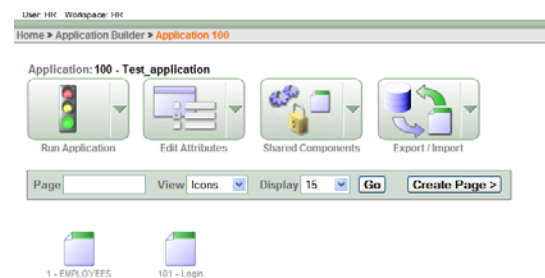 User: HR Workspace: HR
Home > Application Builder > Application 100
Application: 100 - Test_application
Run Application Edit Attributes Shared Components Export / Import
Page View Icons Display 15 Go Create Page >
1 - EMPLOYEES 101 - Login